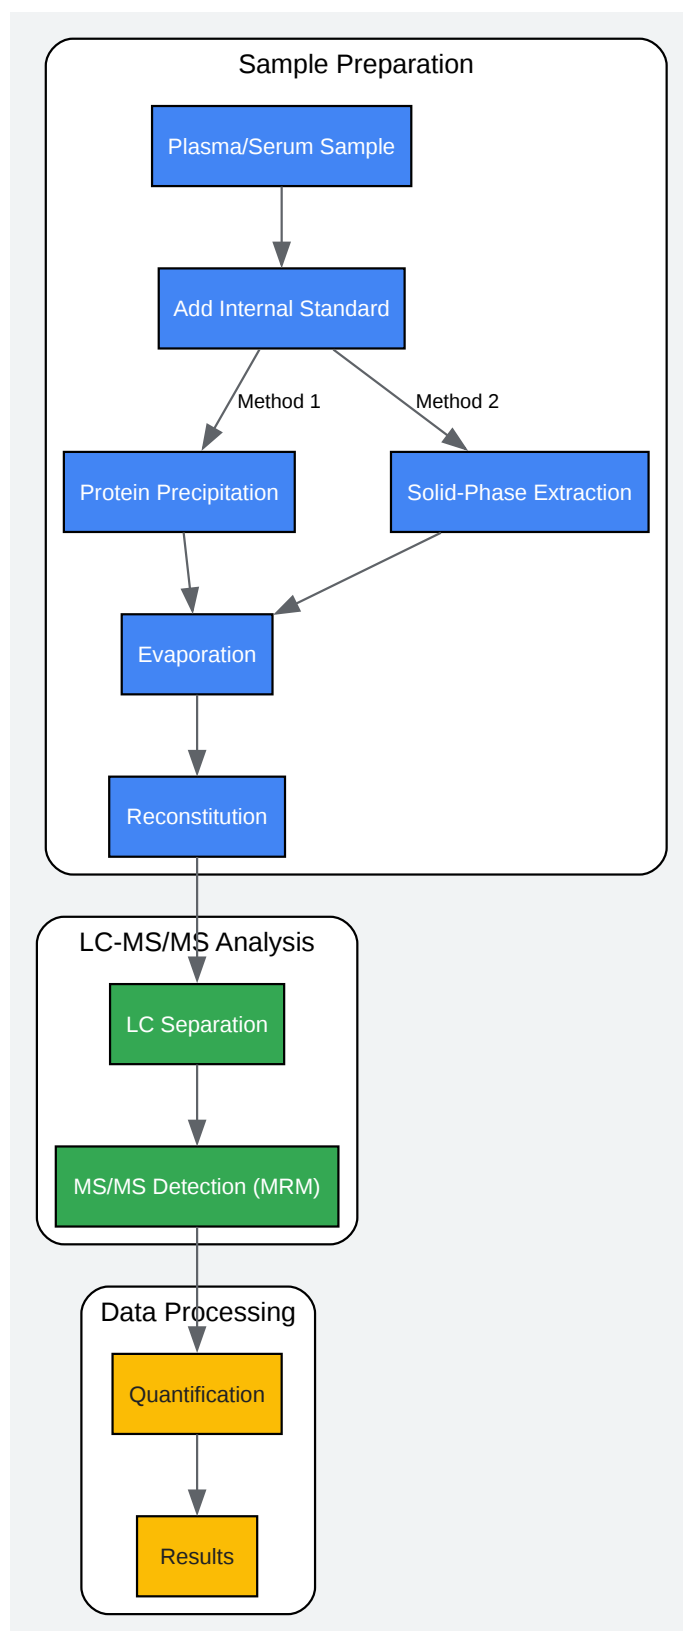 Sample Preparation
Plasma/Serum Sample
Add Internal Standard
Method 1
Method 2
Protein Precipitation
Solid-Phase Extraction
Evaporation
Reconstitution
LC-MS/MS Analysis
LC Separation
MS/MS Detection (MRM)
Data Processing
Quantification
Results